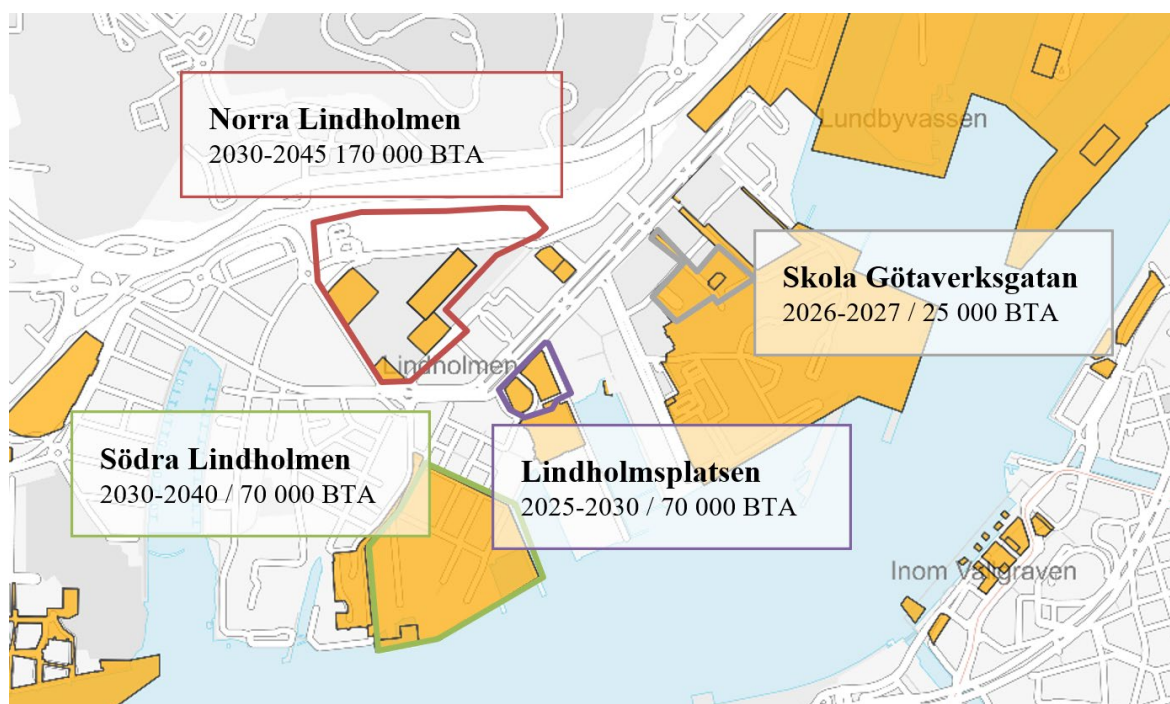 Norra Lindholmen
2030-2045 170 000 BTA
Lundbyvassen
Skola Götaverksgatan
2026-2027 / 25 000 BTA
Lindholmen
Södra Lindholmen
2030-2040 / 70 000 BTA
Lindholmsplatsen
2025-2030 / 70 000 BTA
Inom Vallgraven